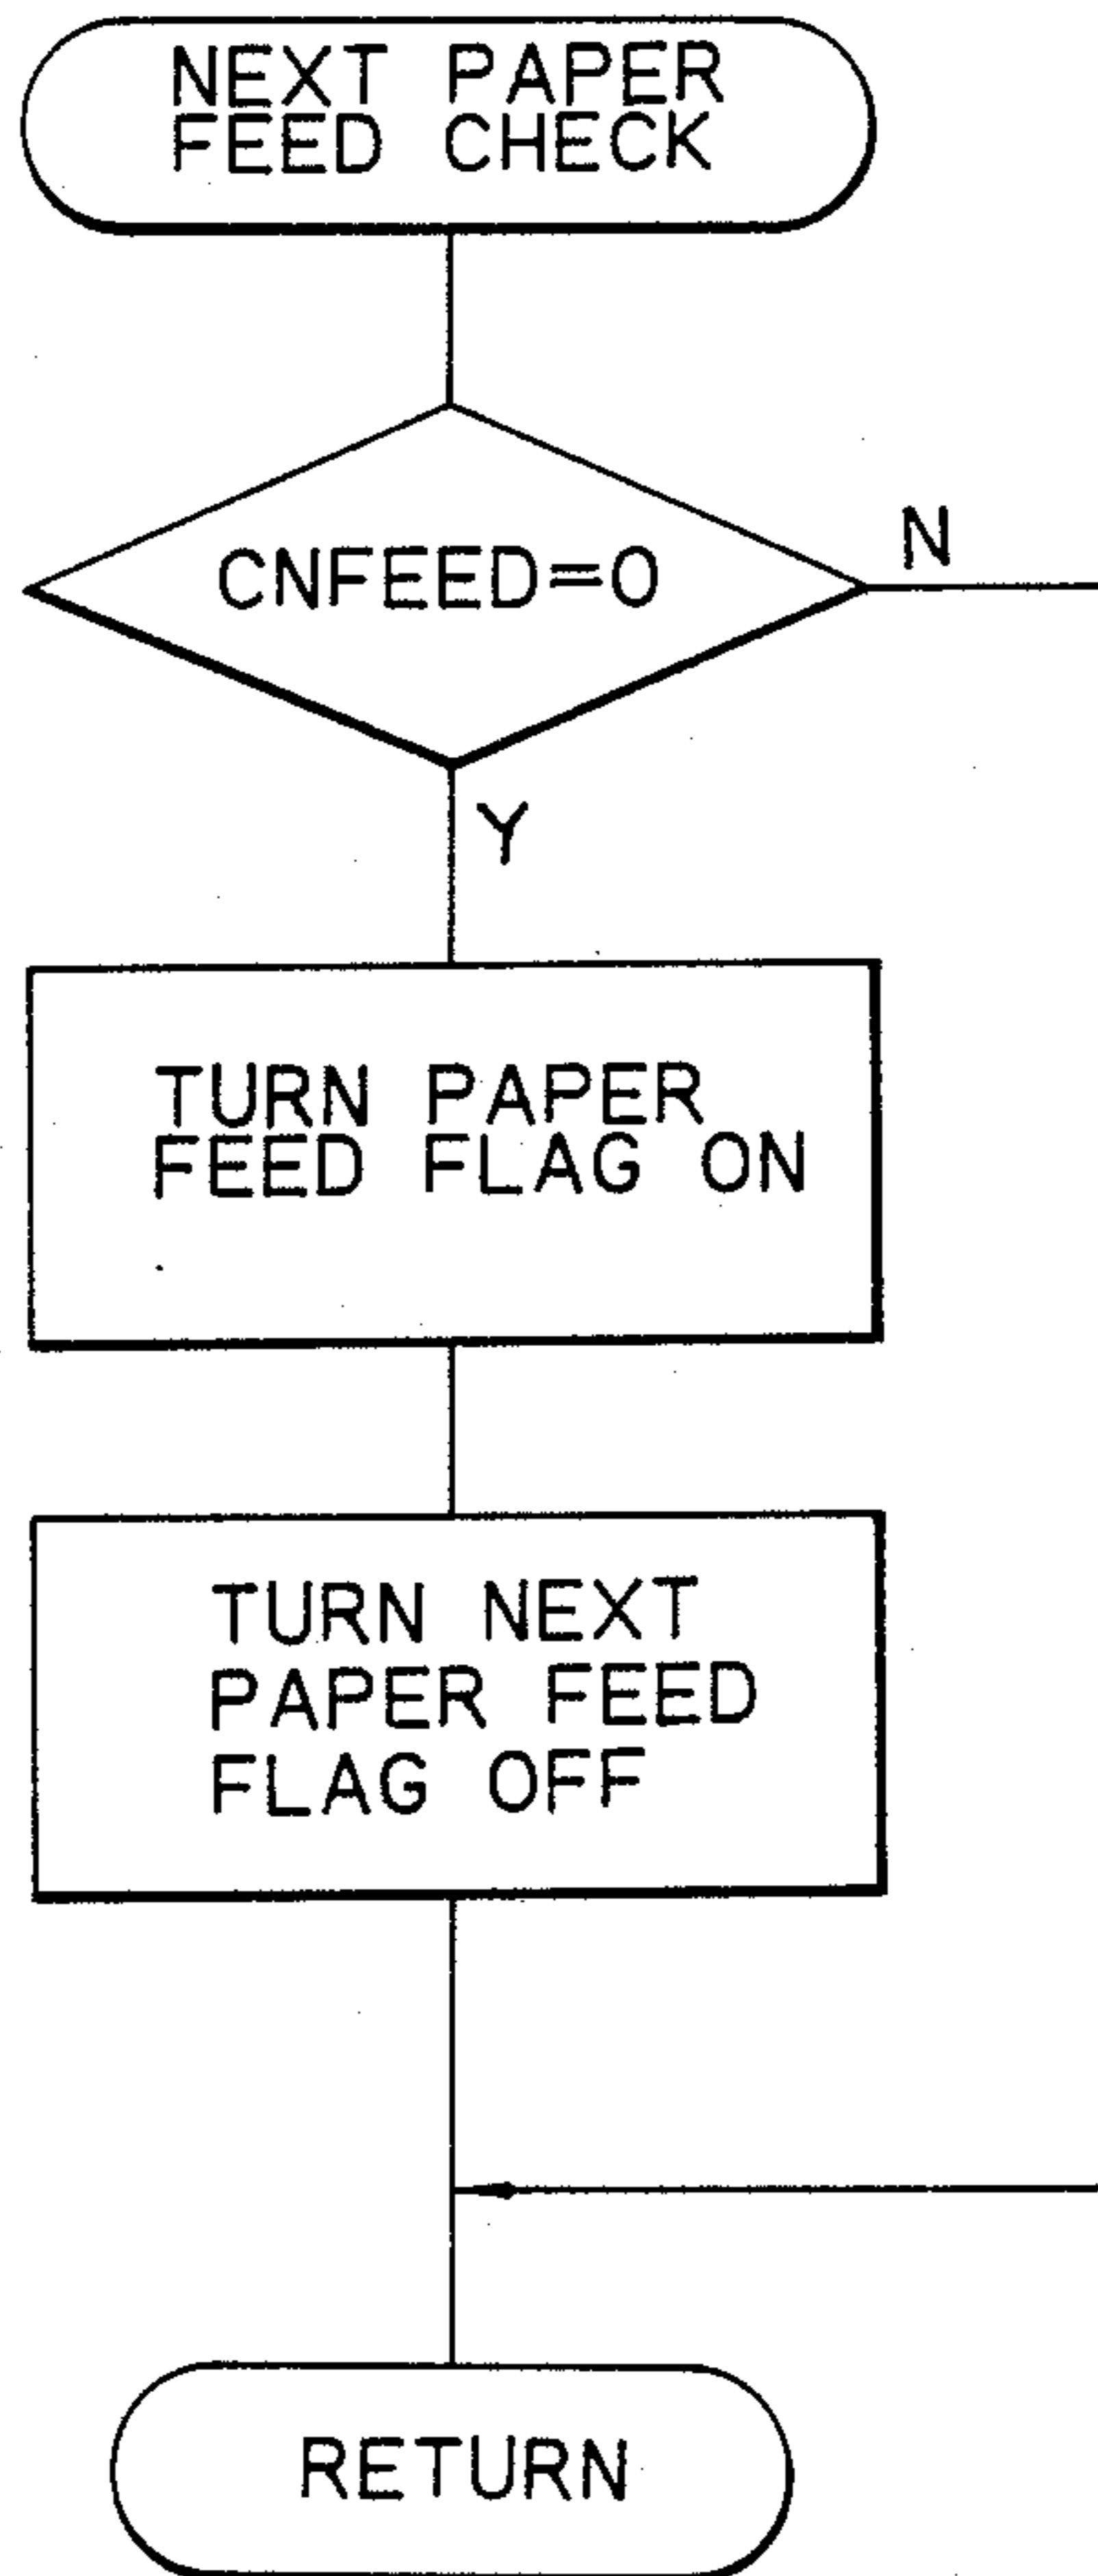 NEXT PAPER
FEED CHECK
CNFEED=0
N
Y
TURN PAPER
FEED FLAG ON
TURN NEXT
PAPER FEED
FLAG OFF
RETURN